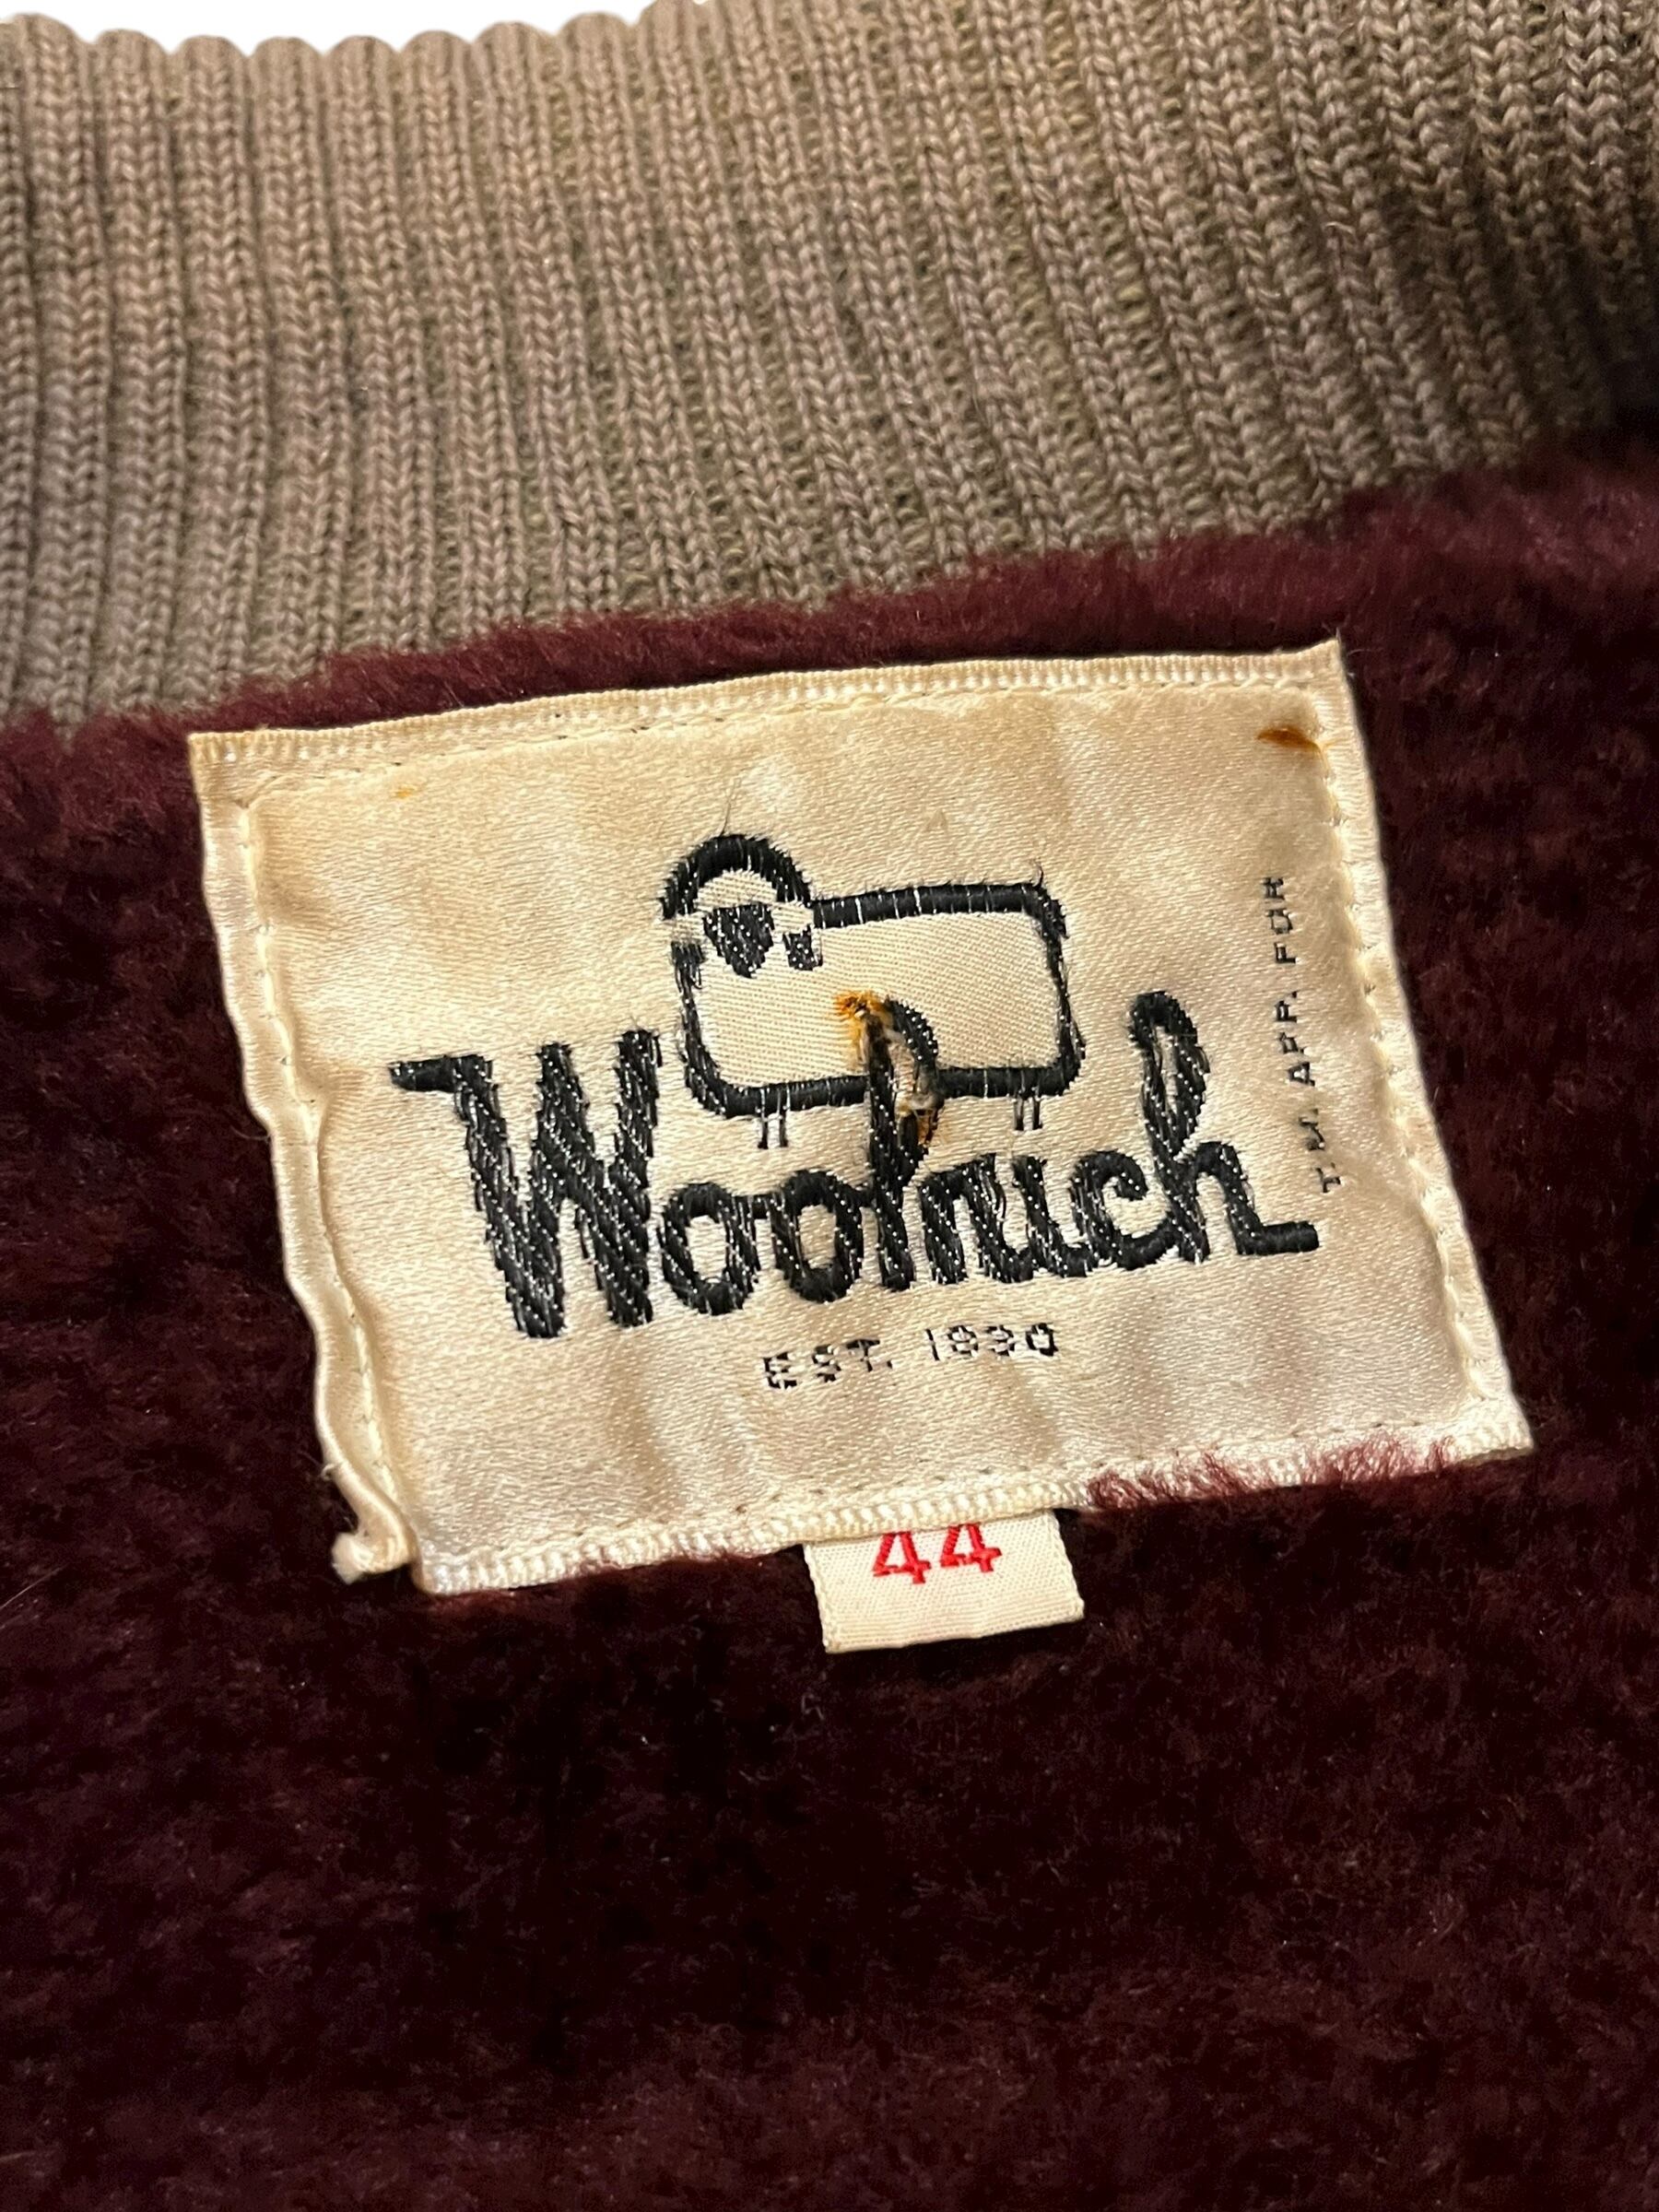 Woolrich
EST. 1830
T.M. APP. FOR
44